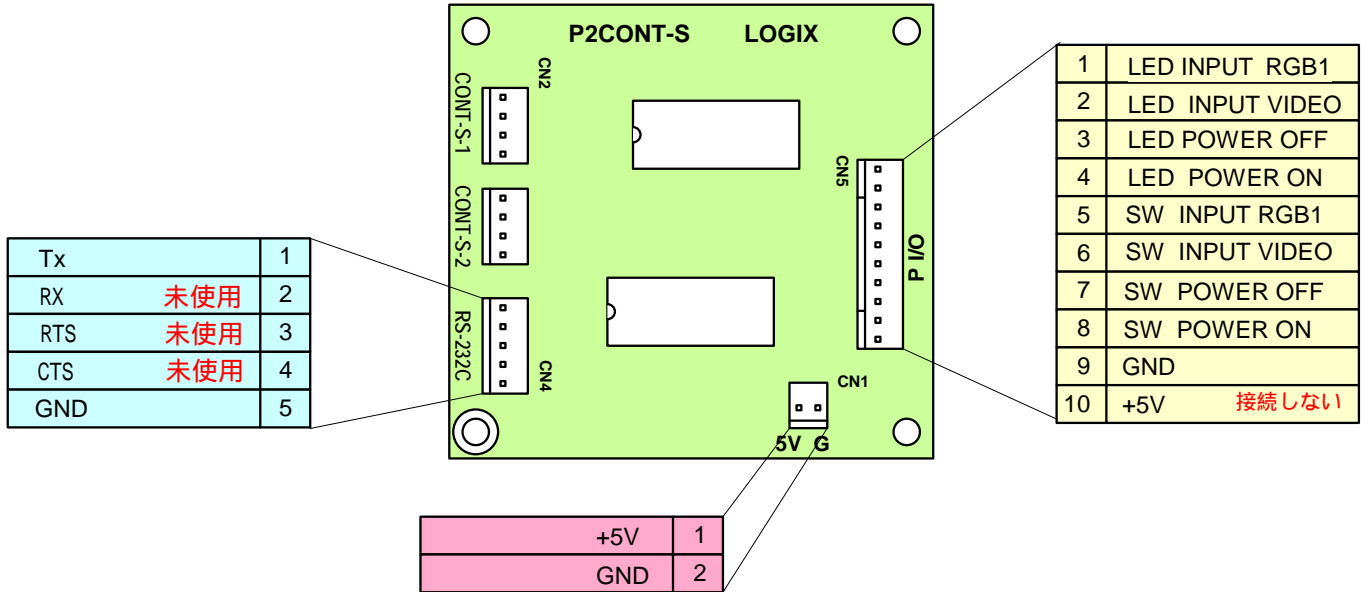 P2CONT-S LOGIX
CN2
CONT-S-1
CONT-S-2
RS-232C
CN4
CN5
P I/O
CN1
5V G
Tx 1
RX 未使用 2
RTS 未使用 3
CTS 未使用 4
GND 5
1 LED INPUT RGB1
2 LED INPUT VIDEO
3 LED POWER OFF
4 LED POWER ON
5 SW INPUT RGB1
6 SW INPUT VIDEO
7 SW POWER OFF
8 SW POWER ON
9 GND
10 +5V 接続しない
+5V 1
GND 2